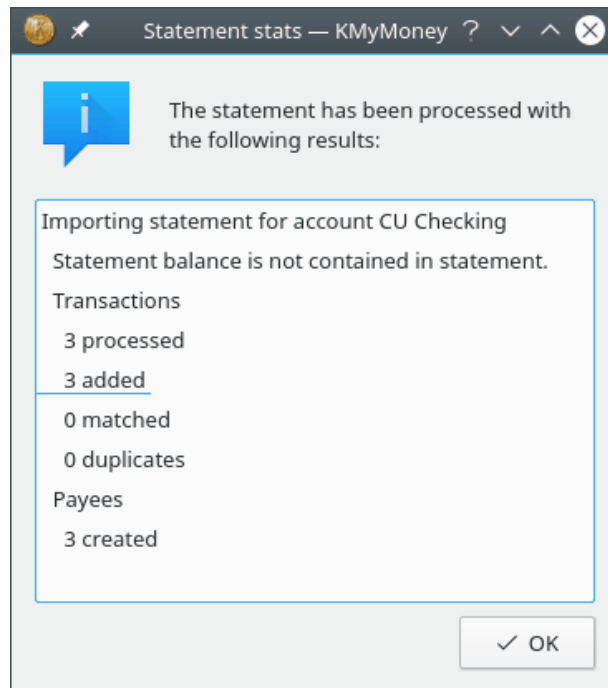 Statement stats — KMyMoney
The statement has been processed with
the following results:
Importing statement for account CU Checking
Statement balance is not contained in statement.
Transactions
3 processed
3 added
0 matched
0 duplicates
Payees
3 created
OK